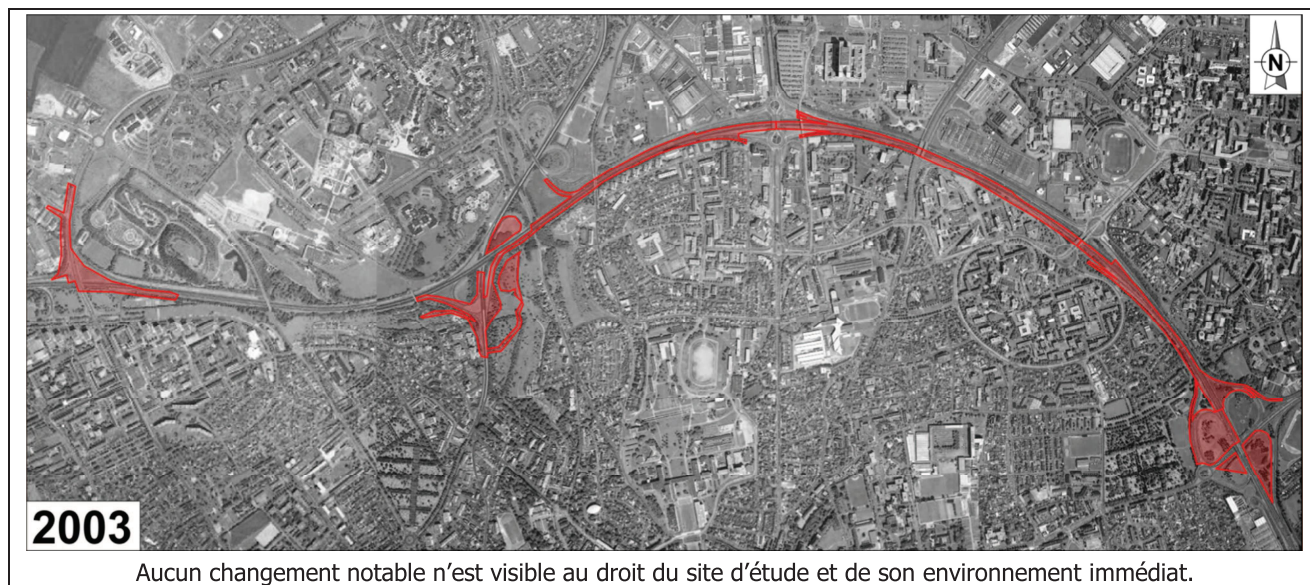 N
2003
Aucun changement notable n’est visible au droit du site d’étude et de son environnement immédiat.